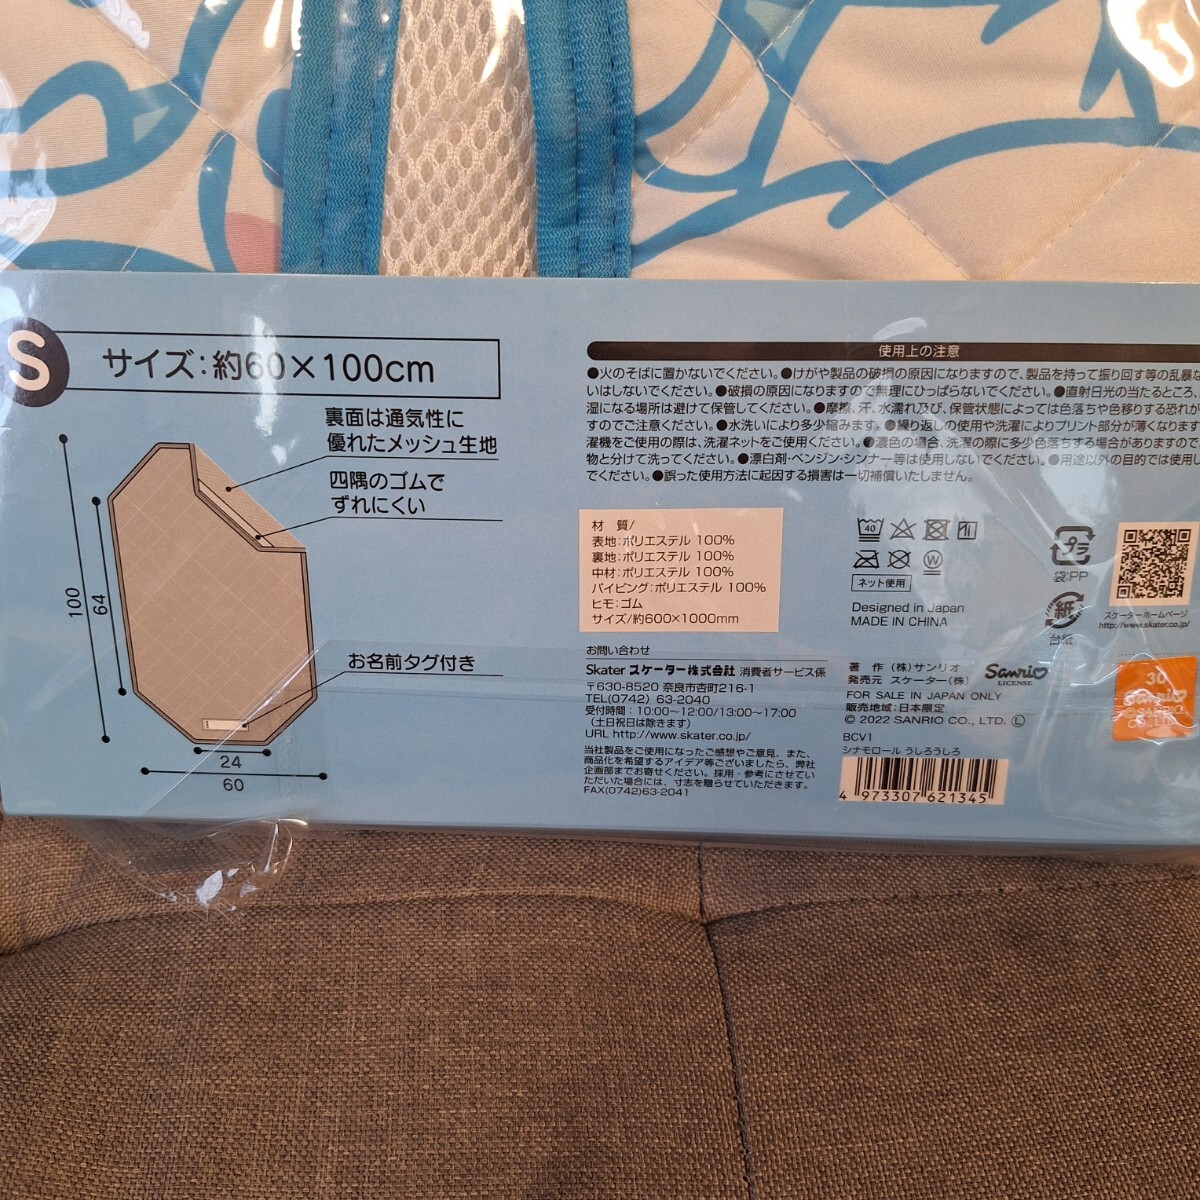 S
サイズ:約60×100cm
裏面は通気性に
優れたメッシュ生地
四隅のゴムで
ずれにくい
100
64
お名前タグ付き
24
60
使用上の注意
●火のそばに置かないでください。●けがや製品の破損の原因になりますので、製品を持って振り回す等の乱暴な
いはしないでください。●破損の原因になりますので無理にひっぱらないでください。●直射日光の当たるところ、
湿になる場所は避けて保管してください。●摩擦、汗、水濡れ及び、保管状態によっては色落ちや色移りする恐れが
すのでご注意ください。●水洗いにより多少縮みます。●繰り返しの使用や洗濯によりプリント部分が薄くなります
濯機をご使用の際は、洗濯ネットをご使用ください。●濃色の場合、洗濯の際に多少色落ちする場合がありますので
物と分けて洗ってください。●漂白剤・ベンジン・シンナー等は使用しないでください。●用途以外の目的では使用し
でください。●誤った使用方法に起因する損害は一切補償いたしません。
材 質/
表地:ポリエステル 100%
裏地:ポリエステル 100%
中材:ポリエステル 100%
パイピング:ポリエステル 100%
ヒモ:ゴム
サイズ/約600×1000mm
40
W
ネット使用
Designed in Japan
MADE IN CHINA
プラ
袋:PP
紙
台紙
スケーターホームページ
http://www.skater.co.jp/
お問い合わせ
Skater スケーター株式会社 消費者サービス係
〒630-8520 奈良市杏町216-1
TEL(0742) 63-2040
受付時間:10:00~12:00/13:00~17:00
(土日祝日は除きます)
URL http://www.skater.co.jp/
当社製品をご使用になったご感想やご意見、また、
商品化を希望するアイデア等ございましたら、弊社
企画部までお寄せください。採用・参考にさせてい
ただいた場合には、寸志を贈らせていただきます。
FAX(0742)63-2041
著 作 (株)サンリオ
発売元 スケーター(株)
Sanrio
LICENSE
FOR SALE IN JAPAN ONLY
販売地域:日本限定
© 2022 SANRIO CO., LTD. Ⓛ
BCV1
シナモロール うしろうしろ
4 973307 621345
30
Sanrio
©SANRIO
CO.,LTD.